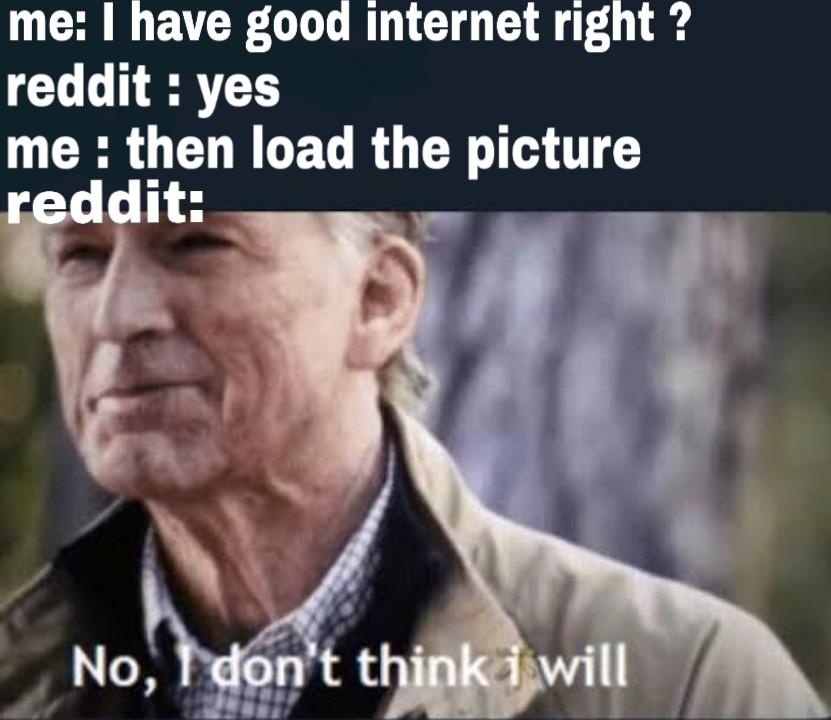 me: I have good internet right ?
reddit : yes
me : then load the picture
reddit:
No, I don't think i will